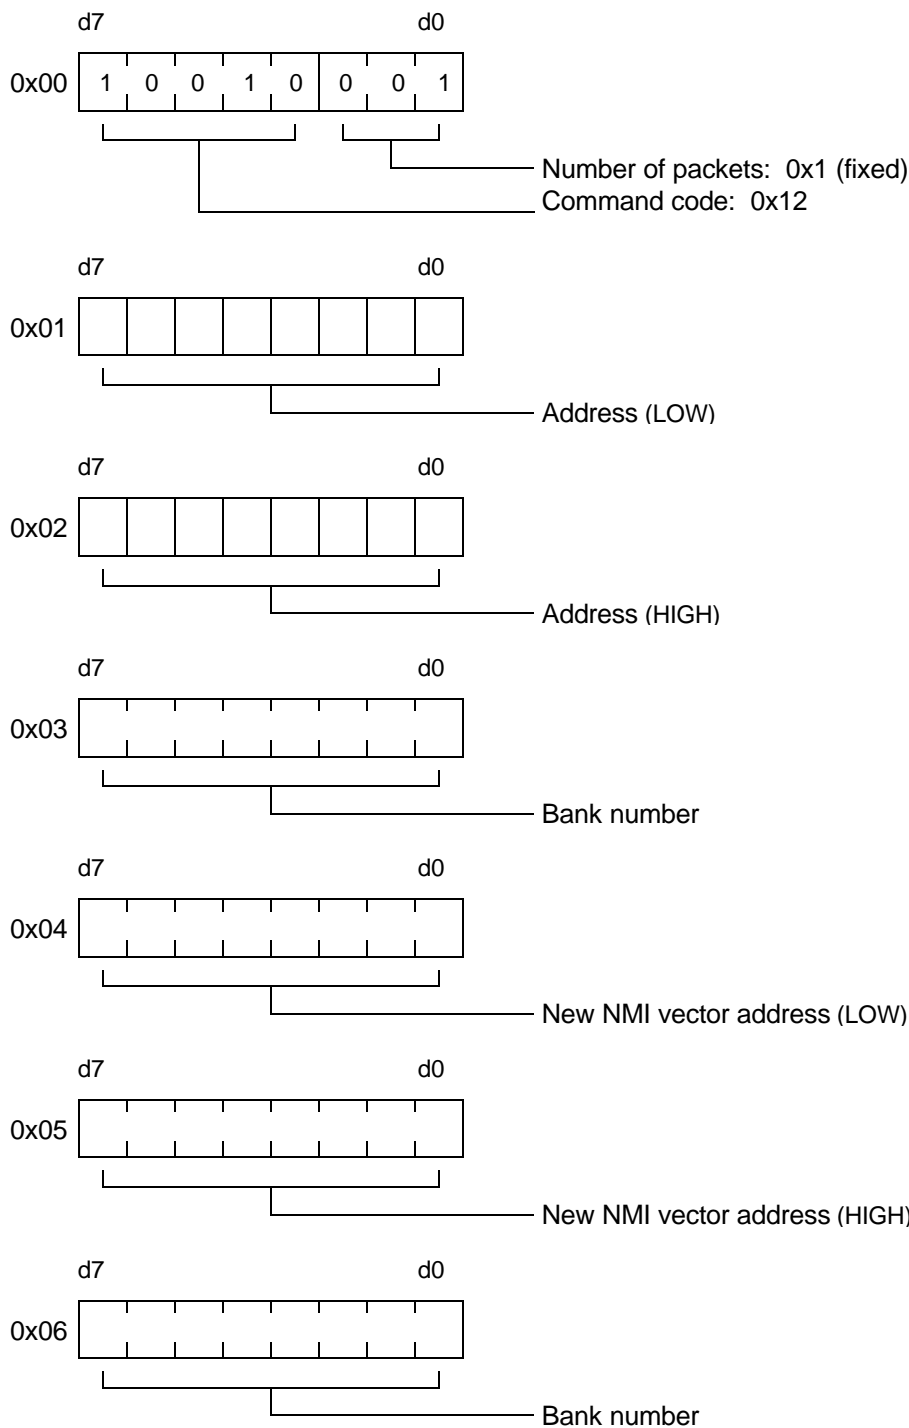 d7 d0
0x00 1 0 0 1 0 0 0 1
Number of packets: 0x1 (fixed)
Command code: 0x12
d7 d0
0x01
Address (LOW)
d7 d0
0x02
Address (HIGH)
d7 d0
0x03
Bank number
d7 d0
0x04
New NMI vector address (LOW)
d7 d0
0x05
New NMI vector address (HIGH)
d7 d0
0x06
Bank number